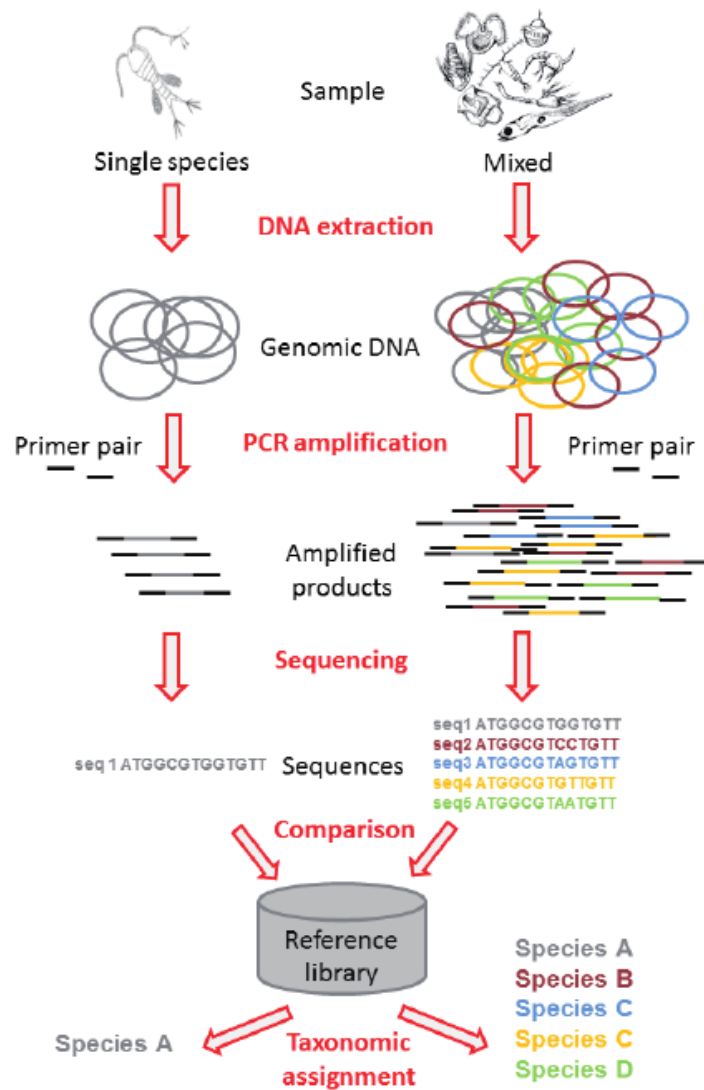 Sample
Single species
Mixed
DNA extraction
Genomic DNA
Primer pair
PCR amplification
Primer pair
Amplified
products
Sequencing
seq1 ATGGCGTGGTGTT
seq2 ATGGCGTCCTGTT
seq3 ATGGCGTAGTGTT
seq4 ATGGCGTGTTGTT
seq5 ATGGCGTAATGTT
seq1 ATGGCGTGGTGTT
Sequences
Comparison
Reference
library
Species A
Species B
Species C
Species C
Species D
Species A
Taxonomic
assignment